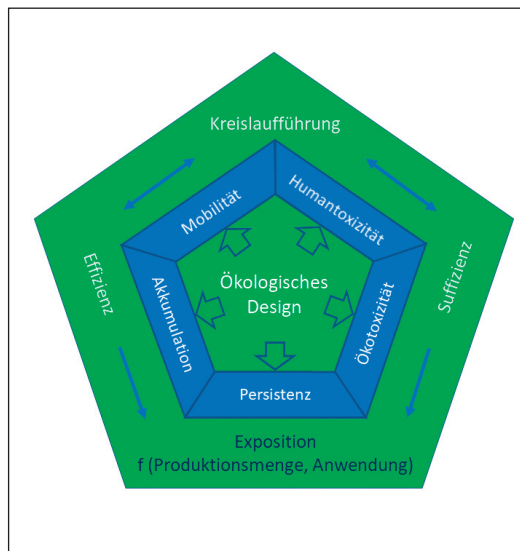 Kreislaufführung
Mobilität
Humantoxizität
Effizienz
Suffizienz
Akkumulation
Ökologisches
Design
Ökotoxizität
Persistenz
Exposition
f (Produktionsmenge, Anwendung)